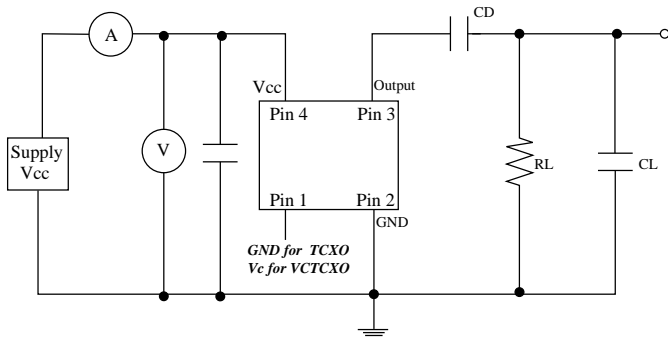 CD
A
Vcc
Output
Pin 4
Pin 3
V
Supply
Vcc
RL
CL
Pin 1
Pin 2
GND
GND for TCXO
Vc for VCTCXO